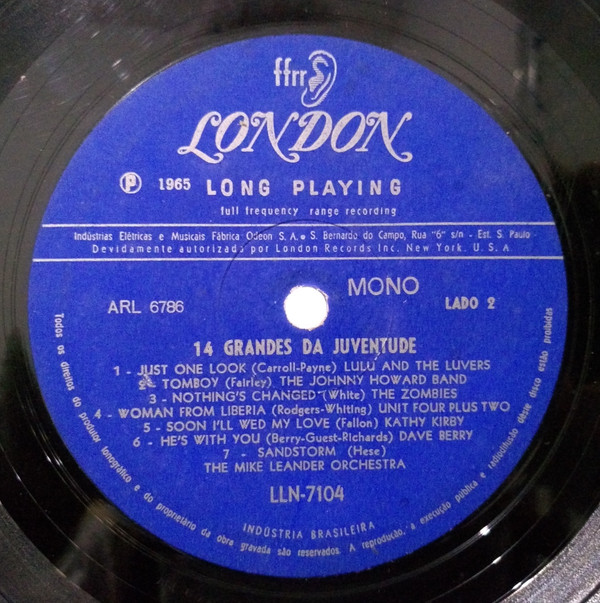 ffrr
LONDON
Ⓟ 1965 LONG PLAYING
full frequency range recording
Indústrias Elétricas e Musicais Fábrica Odeon S. A. • S. Bernardo do Campo, Rua "6" s/n - Est. S. Paulo
Devidamente autorizada por London Records Inc. New York. U. S. A.
MONO
ARL 6786
LADO 2
14 GRANDES DA JUVENTUDE
1 - JUST ONE LOOK (Carroll-Payne) LULU AND THE LUVERS
2 - TOMBOY (Fairley) THE JOHNNY HOWARD BAND
3 - NOTHING'S CHANGED (White) THE ZOMBIES
4 - WOMAN FROM LIBERIA (Rodgers-Whiting) UNIT FOUR PLUS TWO
5 - SOON I'LL WED MY LOVE (Fallon) KATHY KIRBY
6 - HE'S WITH YOU (Berry-Guest-Richards) DAVE BERRY
7 - SANDSTORM (Hese)
THE MIKE LEANDER ORCHESTRA
LLN-7104
INDÚSTRIA BRASILEIRA
Todos os direitos do produtor fonográfico e do proprietário da obra gravada são reservados. A reprodução, a execução pública e radiodifusão dêste disco estão proibidas